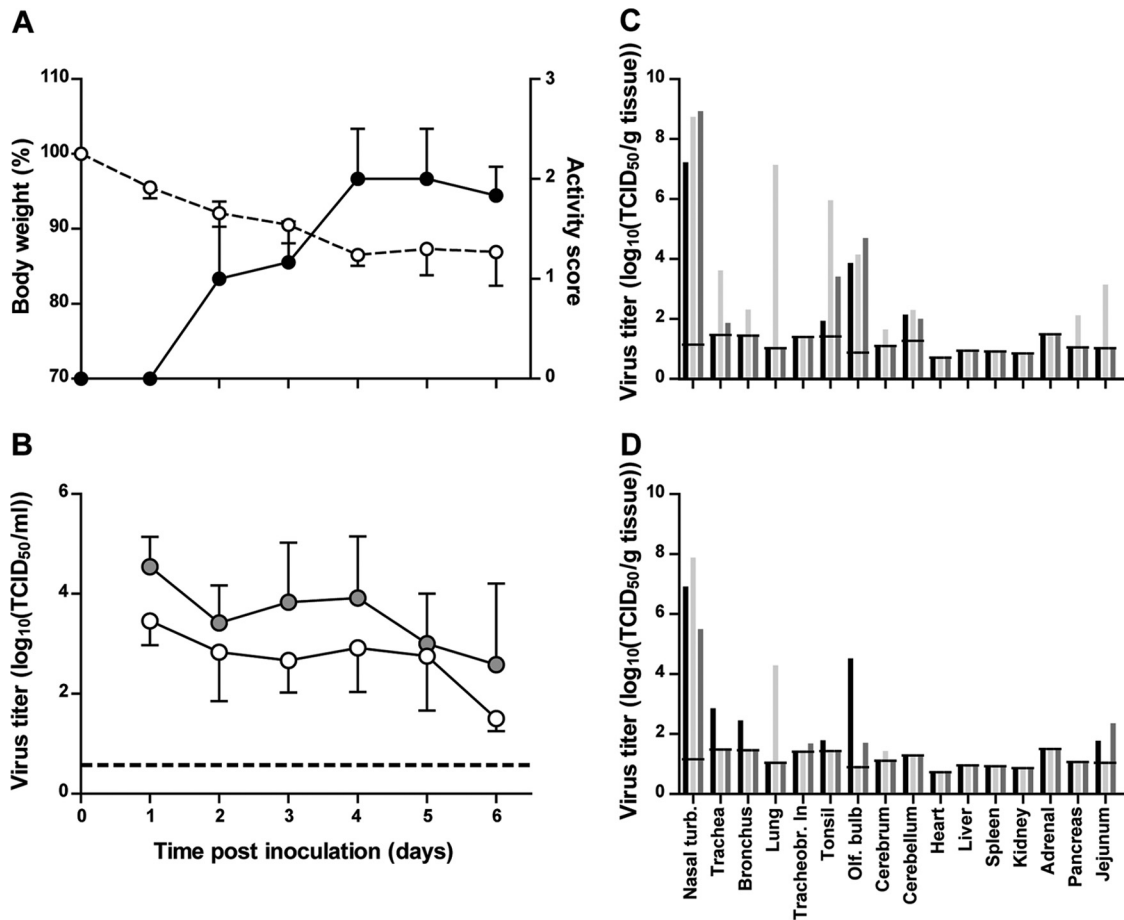 A
110
100
90
80
70
Body weight (%)
3
2
1
0
Activity score
B
6
4
2
0
Virus titer (log10(TCID50/ml))
0 1 2 3 4 5 6
Time post inoculation (days)
C
10
8
6
4
2
0
Virus titer (log10(TCID50/g tissue))
D
10
8
6
4
2
0
Virus titer (log10(TCID50/g tissue))
Nasal turb.
Trachea
Bronchus
Lung
Tracheobr. ln
Tonsil
Olf. bulb
Cerebrum
Cerebellum
Heart
Liver
Spleen
Kidney
Adrenal
Pancreas
Jejunum